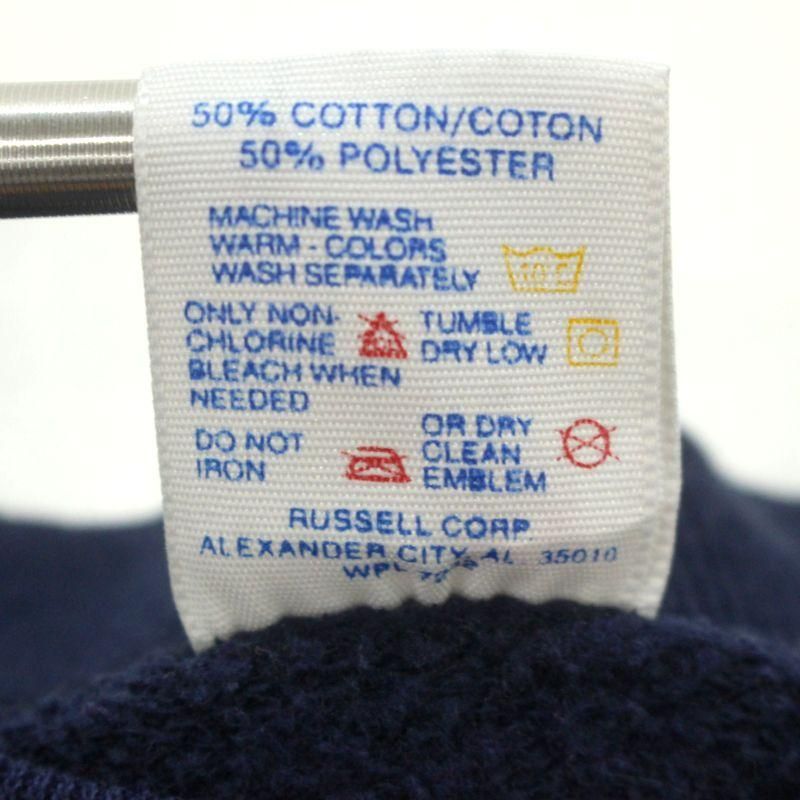 50% COTTON/COTON
50% POLYESTER
MACHINE WASH
WARM - COLORS
WASH SEPARATELY
ONLY NON-
CHLORINE
BLEACH WHEN
NEEDED
TUMBLE
DRY LOW
DO NOT
IRON
OR DRY
CLEAN
EMBLEM
RUSSELL CORP.
ALEXANDER CITY, AL 35010
WPL